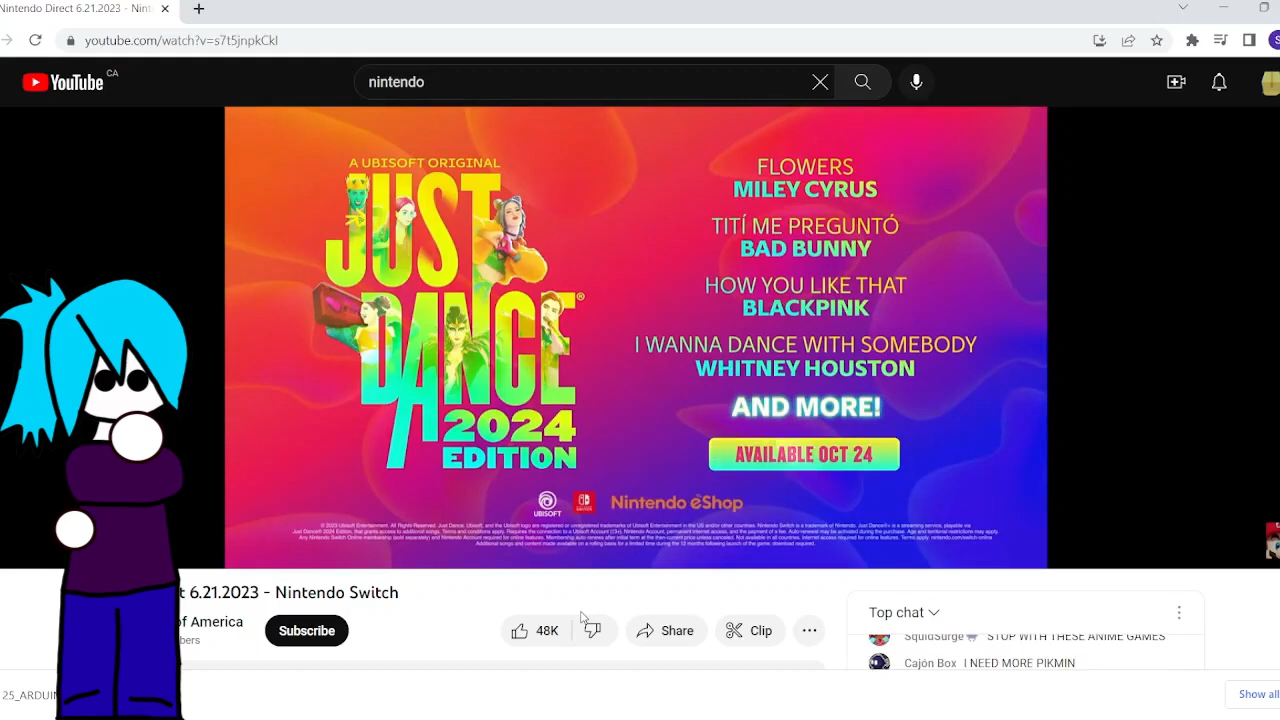 Nintendo Direct 6.21.2023 - Nint
youtube.com/watch?v=s7t5jnpkCkI
YouTube CA
nintendo
A UBISOFT ORIGINAL
JUST
DANCE®
2024
EDITION
FLOWERS
MILEY CYRUS
TITÍ ME PREGUNTÓ
BAD BUNNY
HOW YOU LIKE THAT
BLACKPINK
I WANNA DANCE WITH SOMEBODY
WHITNEY HOUSTON
AND MORE!
AVAILABLE OCT 24
UBISOFT
Nintendo eShop
6.21.2023 - Nintendo Switch
of America
Subscribe
48K
Share
Clip
Top chat
SquidSurge STOP WITH THESE ANIME GAMES
Cajón Box I NEED MORE PIKMIN
Show all